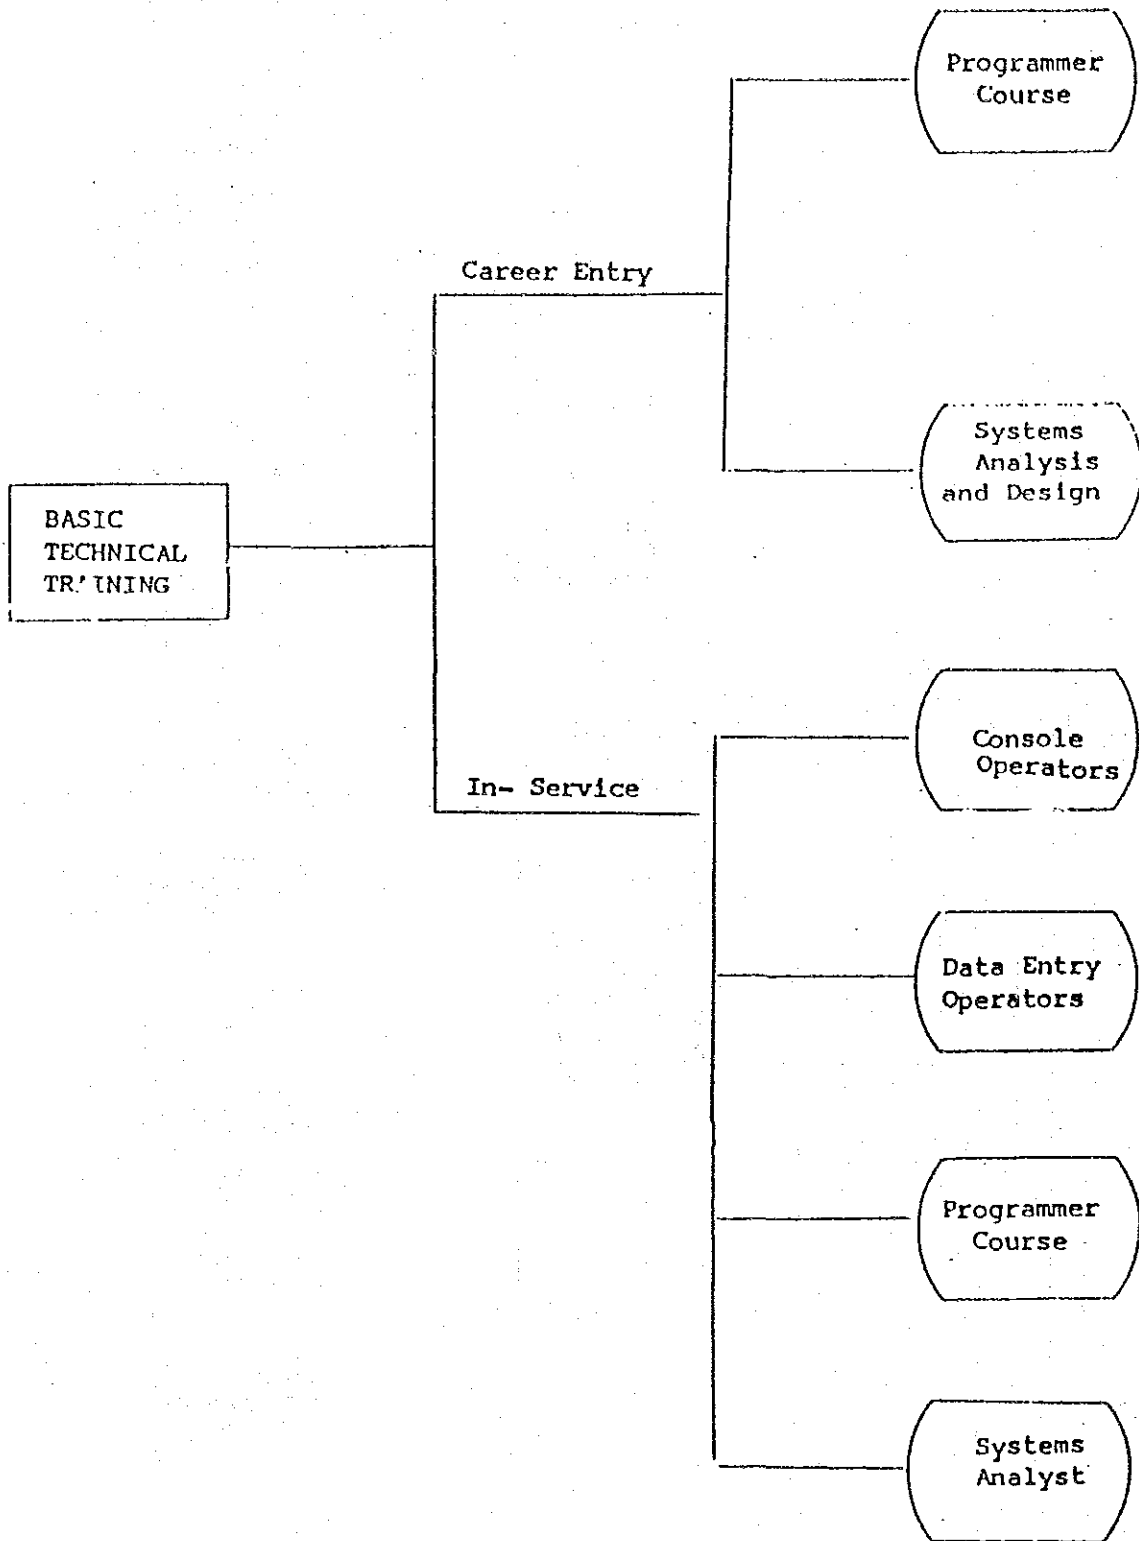 Programmer
Course
Career Entry
Systems
Analysis
and Design
BASIC
TECHNICAL
TRAINING
Console
Operators
In- Service
Data Entry
Operators
Programmer
Course
Systems
Analyst